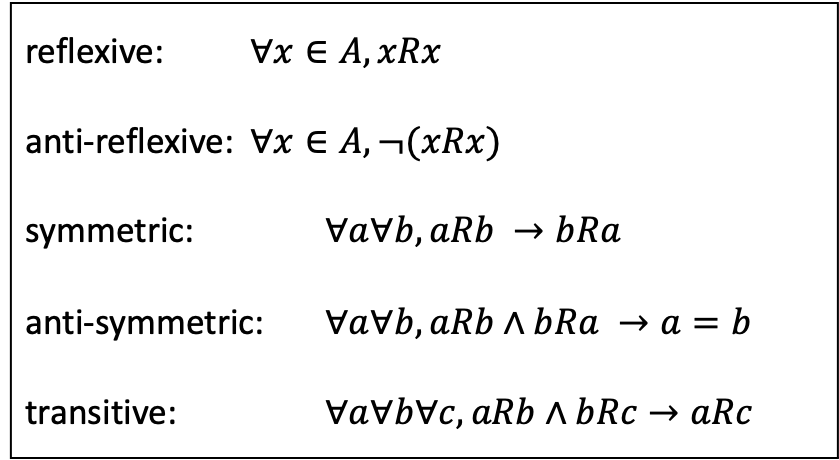 reflexive: ∀x ∈ A, xRx
anti-reflexive: ∀x ∈ A, ¬(xRx)
symmetric: ∀a∀b, aRb → bRa
anti-symmetric: ∀a∀b, aRb ∧ bRa → a = b
transitive: ∀a∀b∀c, aRb ∧ bRc → aRc